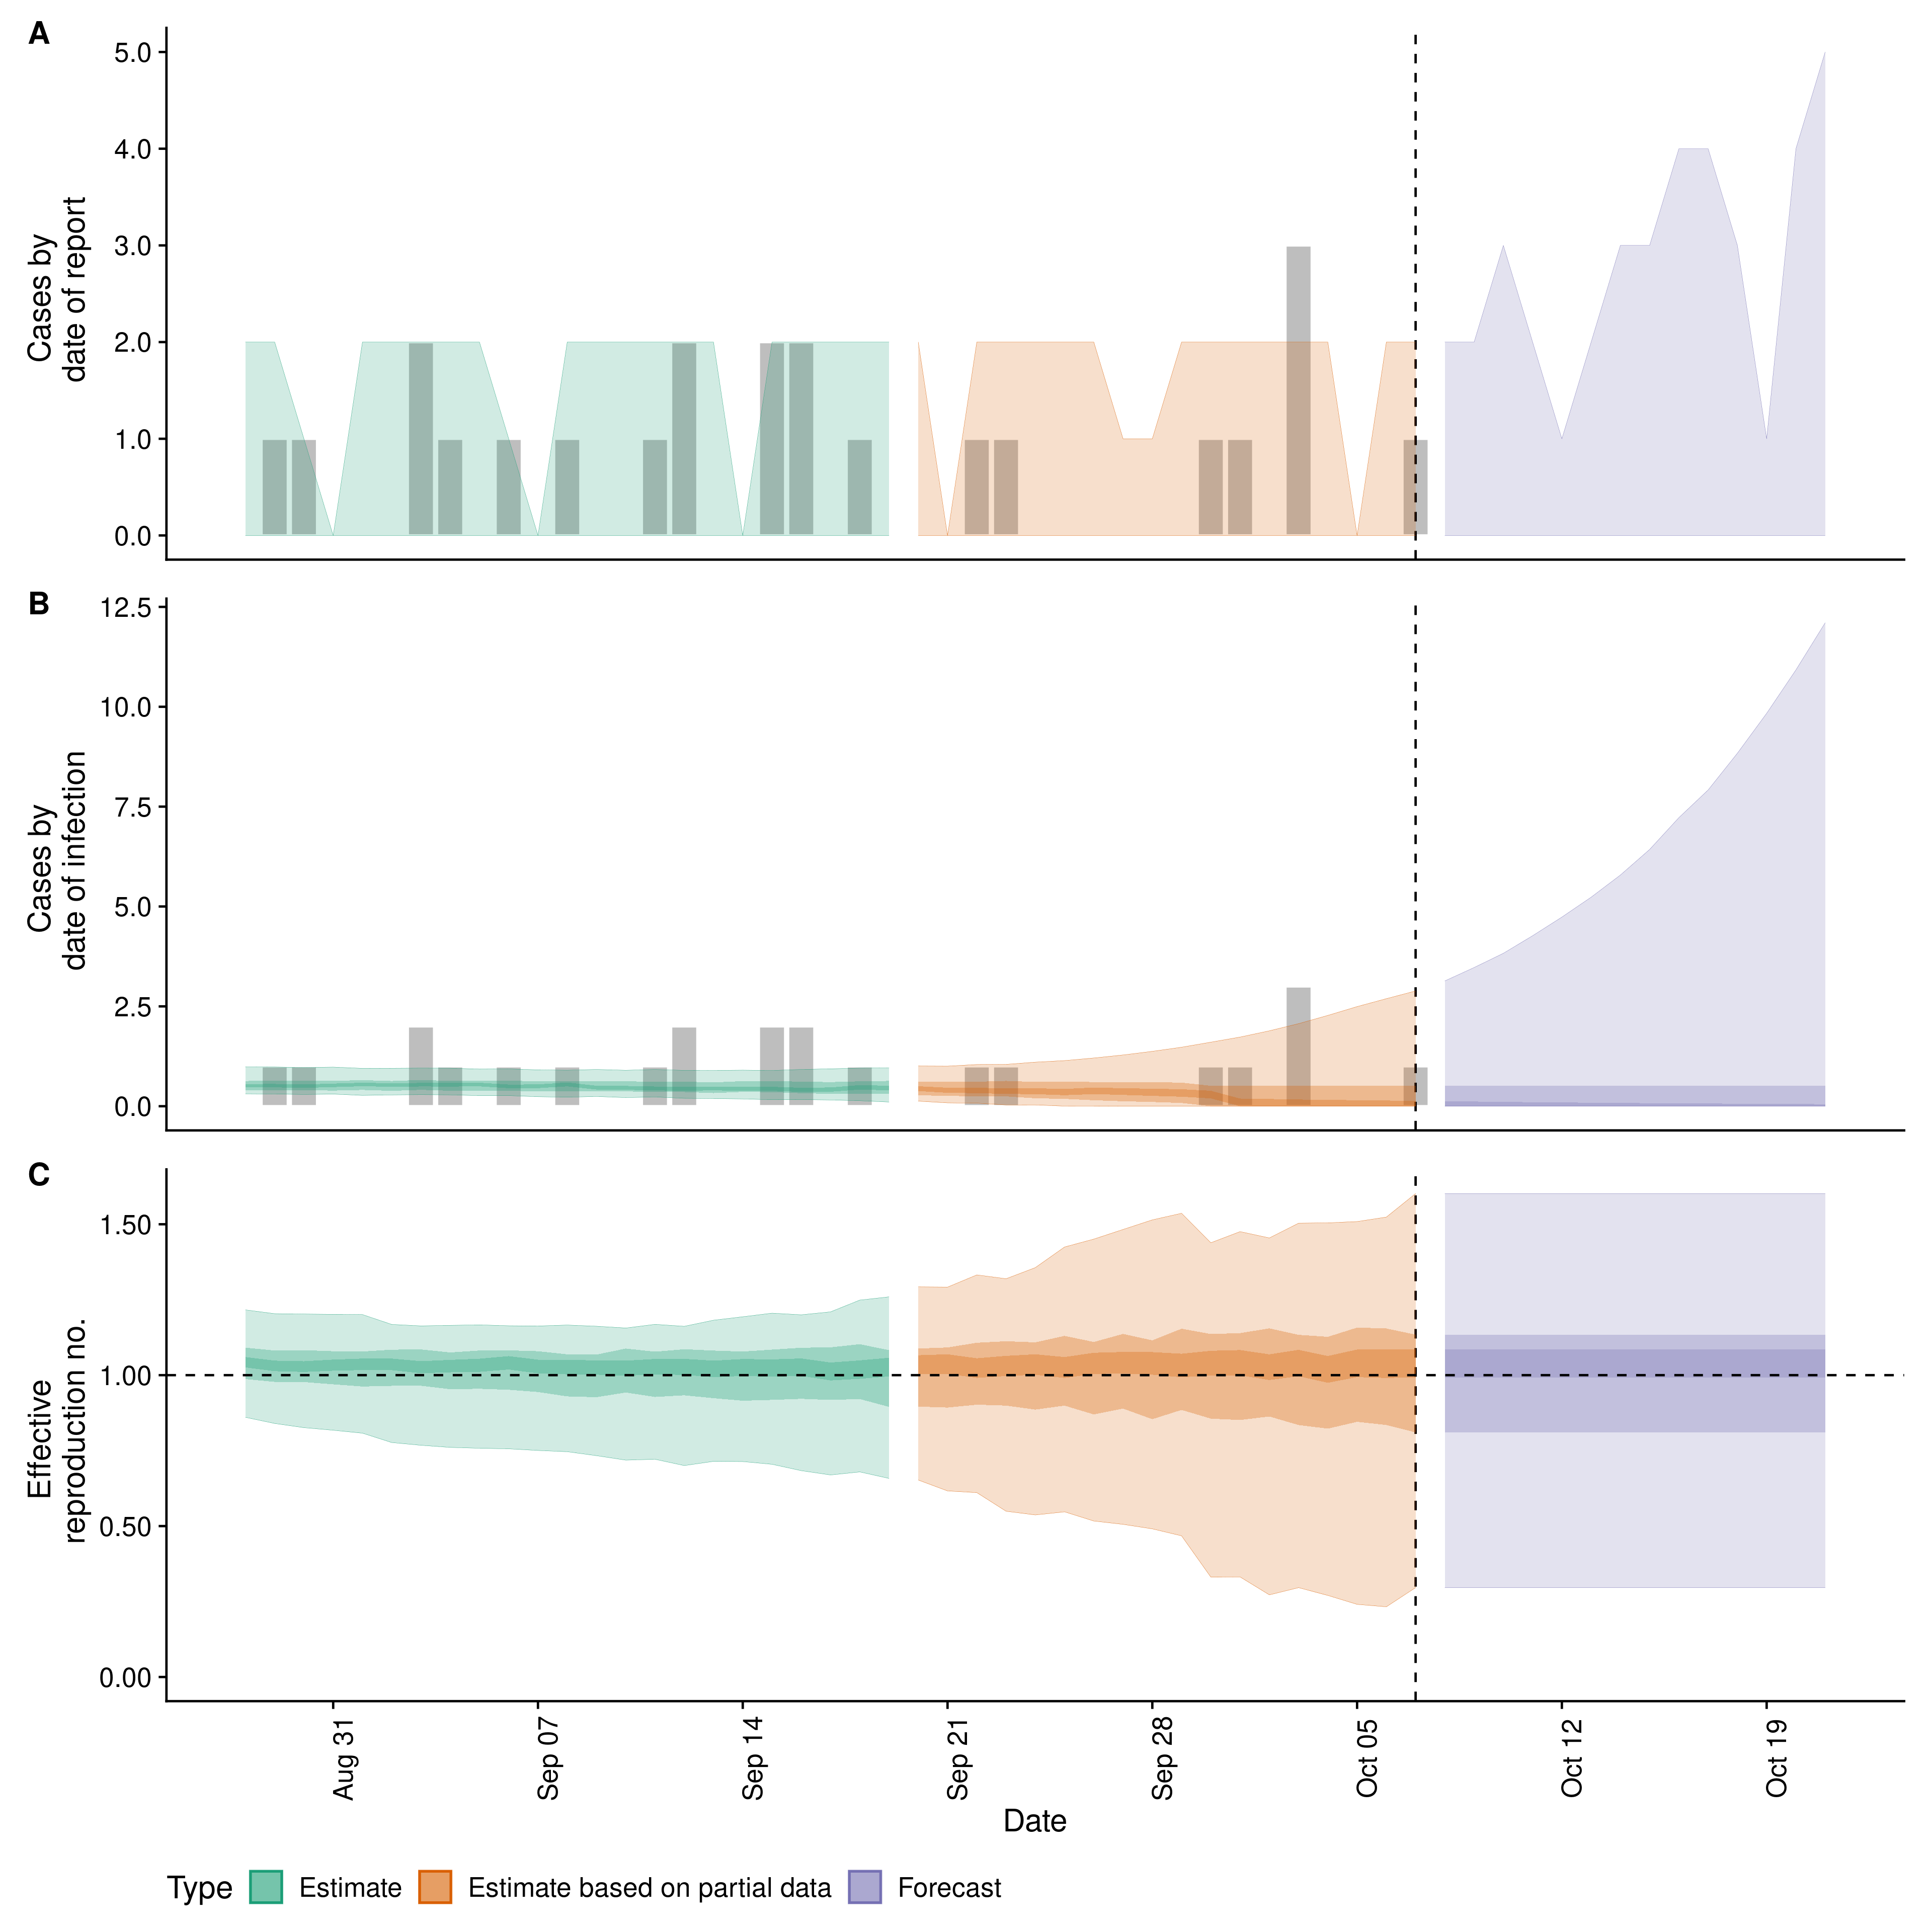 A
5.0
4.0
3.0
2.0
1.0
0.0
Cases by
date of report
B
12.5
10.0
7.5
5.0
2.5
0.0
Cases by
date of infection
C
1.50
1.00
0.50
0.00
Effective
reproduction no.
Aug 31
Sep 07
Sep 14
Sep 21
Sep 28
Oct 05
Oct 12
Oct 19
Date
Type Estimate Estimate based on partial data Forecast